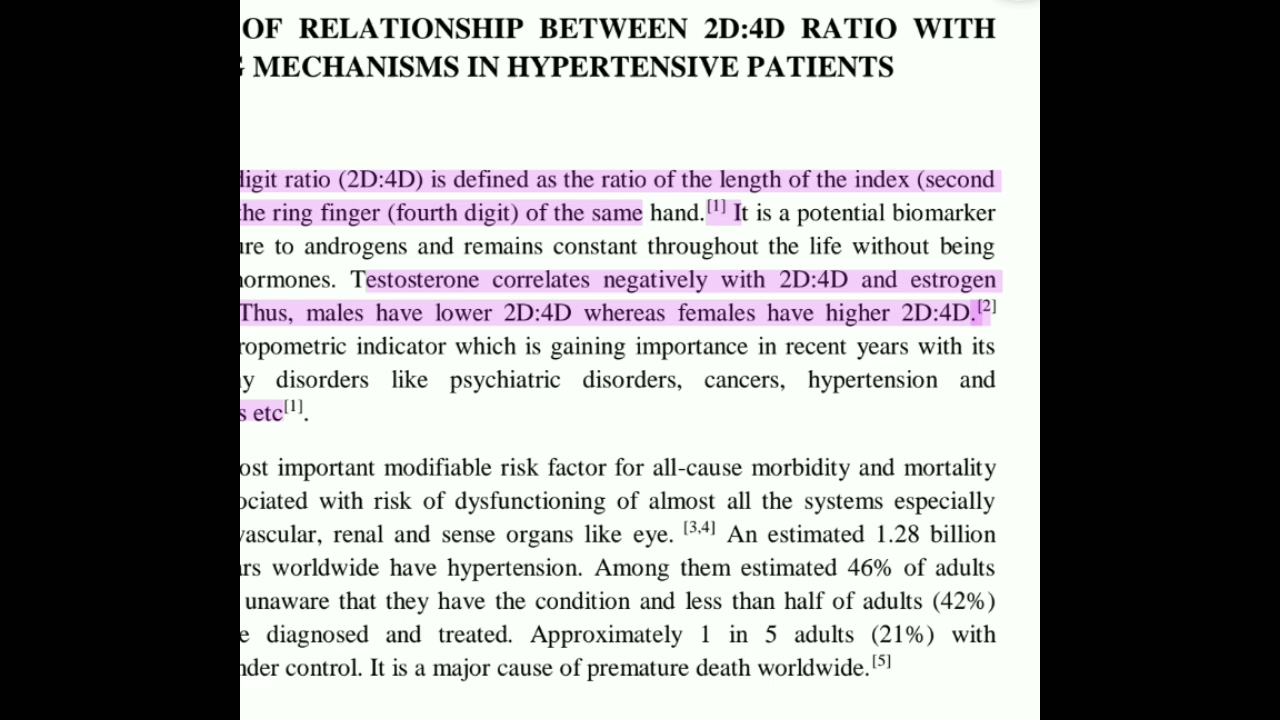 OF RELATIONSHIP BETWEEN 2D:4D RATIO WITH
MECHANISMS IN HYPERTENSIVE PATIENTS
digit ratio (2D:4D) is defined as the ratio of the length of the index (second
the ring finger (fourth digit) of the same hand.[1] It is a potential biomarker
to androgens and remains constant throughout the life without being
hormones. Testosterone correlates negatively with 2D:4D and estrogen
Thus, males have lower 2D:4D whereas females have higher 2D:4D.[2]
ropometric indicator which is gaining importance in recent years with its
y disorders like psychiatric disorders, cancers, hypertension and
s etc[1].
ost important modifiable risk factor for all-cause morbidity and mortality
ociated with risk of dysfunctioning of almost all the systems especially
vascular, renal and sense organs like eye. [3,4] An estimated 1.28 billion
rs worldwide have hypertension. Among them estimated 46% of adults
unaware that they have the condition and less than half of adults (42%)
e diagnosed and treated. Approximately 1 in 5 adults (21%) with
nder control. It is a major cause of premature death worldwide.[5]